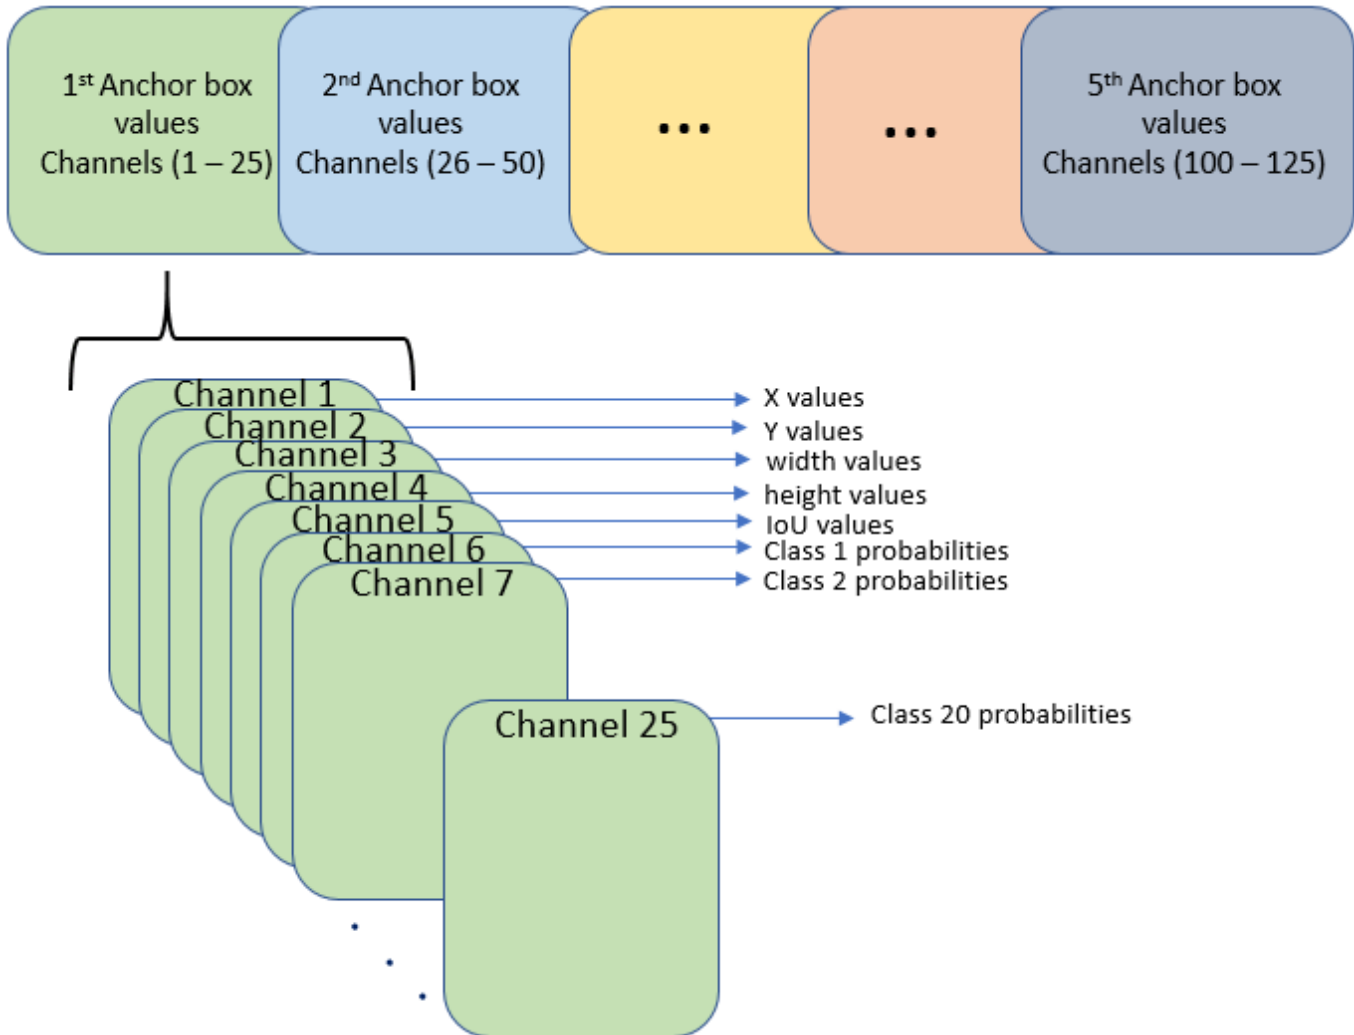 1st Anchor box
values
Channels (1 – 25)
2nd Anchor box
values
Channels (26 – 50)
...
...
5th Anchor box
values
Channels (100 – 125)
Channel 1
X values
Channel 2
Y values
Channel 3
width values
Channel 4
height values
Channel 5
IoU values
Channel 6
Class 1 probabilities
Channel 7
Class 2 probabilities
Channel 25
Class 20 probabilities